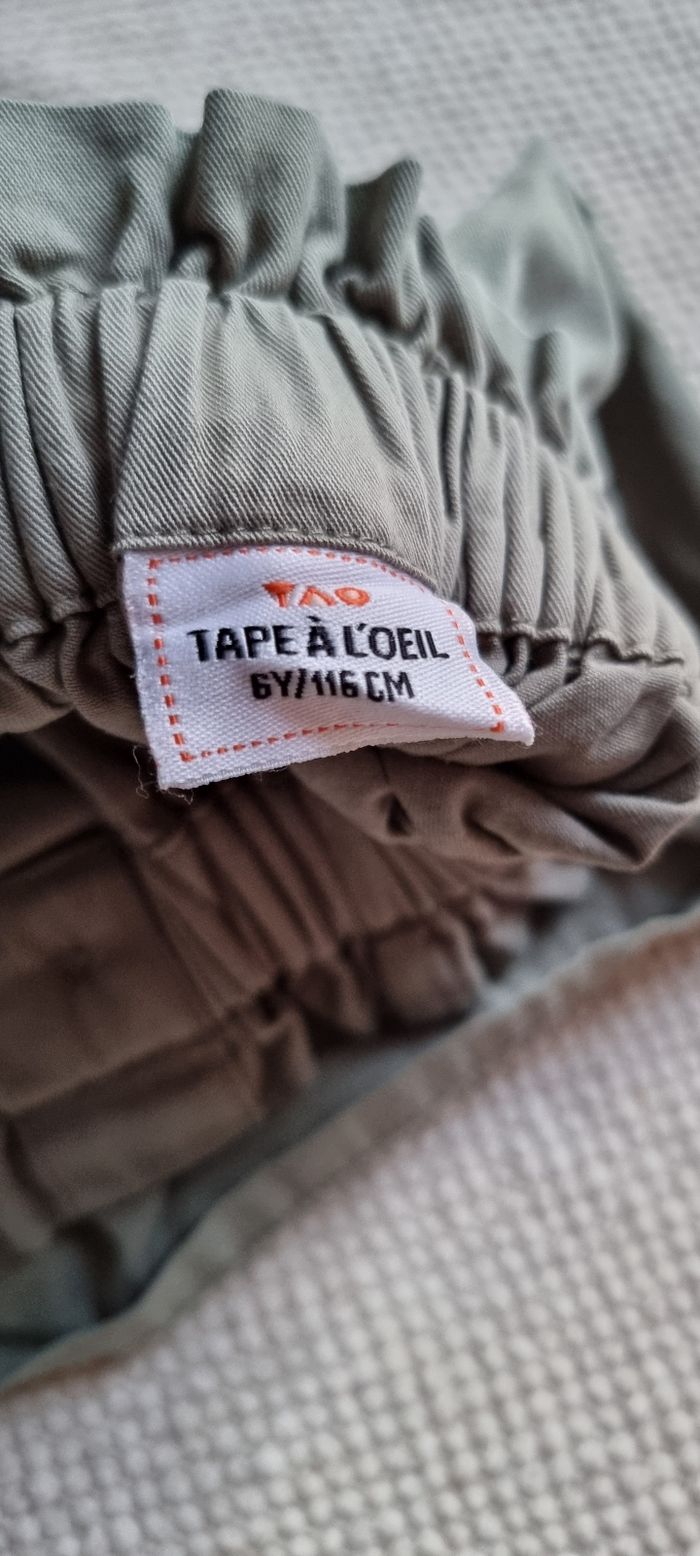 TAO
TAPE À L'OEIL
6Y/116 CM